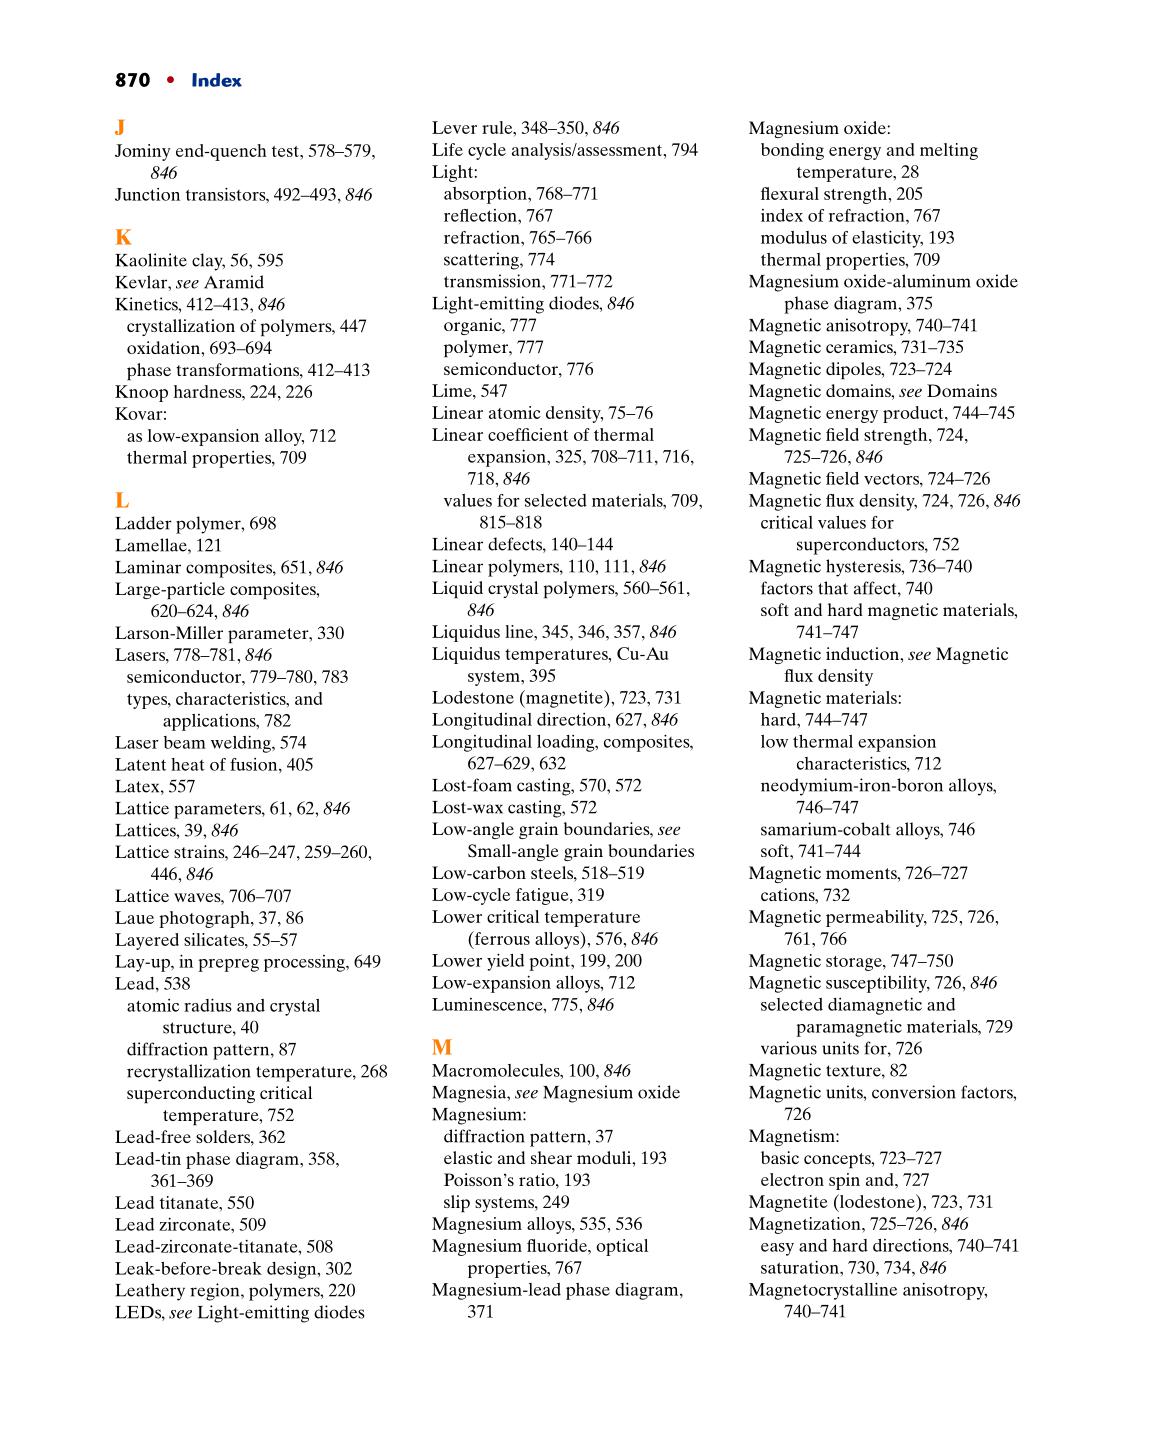 870 • Index
J
Jominy end-quench test, 578–579,
846
Junction transistors, 492–493, 846
K
Kaolinite clay, 56, 595
Kevlar, see Aramid
Kinetics, 412–413, 846
crystallization of polymers, 447
oxidation, 693–694
phase transformations, 412–413
Knoop hardness, 224, 226
Kovar:
as low-expansion alloy, 712
thermal properties, 709
L
Ladder polymer, 698
Lamellae, 121
Laminar composites, 651, 846
Large-particle composites,
620–624, 846
Larson-Miller parameter, 330
Lasers, 778–781, 846
semiconductor, 779–780, 783
types, characteristics, and
applications, 782
Laser beam welding, 574
Latent heat of fusion, 405
Latex, 557
Lattice parameters, 61, 62, 846
Lattices, 39, 846
Lattice strains, 246–247, 259–260,
446, 846
Lattice waves, 706–707
Laue photograph, 37, 86
Layered silicates, 55–57
Lay-up, in prepreg processing, 649
Lead, 538
atomic radius and crystal
structure, 40
diffraction pattern, 87
recrystallization temperature, 268
superconducting critical
temperature, 752
Lead-free solders, 362
Lead-tin phase diagram, 358,
361–369
Lead titanate, 550
Lead zirconate, 509
Lead-zirconate-titanate, 508
Leak-before-break design, 302
Leathery region, polymers, 220
LEDs, see Light-emitting diodes
Lever rule, 348–350, 846
Life cycle analysis/assessment, 794
Light:
absorption, 768–771
reflection, 767
refraction, 765–766
scattering, 774
transmission, 771–772
Light-emitting diodes, 846
organic, 777
polymer, 777
semiconductor, 776
Lime, 547
Linear atomic density, 75–76
Linear coefficient of thermal
expansion, 325, 708–711, 716,
718, 846
values for selected materials, 709,
815–818
Linear defects, 140–144
Linear polymers, 110, 111, 846
Liquid crystal polymers, 560–561,
846
Liquidus line, 345, 346, 357, 846
Liquidus temperatures, Cu-Au
system, 395
Lodestone (magnetite), 723, 731
Longitudinal direction, 627, 846
Longitudinal loading, composites,
627–629, 632
Lost-foam casting, 570, 572
Lost-wax casting, 572
Low-angle grain boundaries, see
Small-angle grain boundaries
Low-carbon steels, 518–519
Low-cycle fatigue, 319
Lower critical temperature
(ferrous alloys), 576, 846
Lower yield point, 199, 200
Low-expansion alloys, 712
Luminescence, 775, 846
M
Macromolecules, 100, 846
Magnesia, see Magnesium oxide
Magnesium:
diffraction pattern, 37
elastic and shear moduli, 193
Poisson's ratio, 193
slip systems, 249
Magnesium alloys, 535, 536
Magnesium fluoride, optical
properties, 767
Magnesium-lead phase diagram,
371
Magnesium oxide:
bonding energy and melting
temperature, 28
flexural strength, 205
index of refraction, 767
modulus of elasticity, 193
thermal properties, 709
Magnesium oxide-aluminum oxide
phase diagram, 375
Magnetic anisotropy, 740–741
Magnetic ceramics, 731–735
Magnetic dipoles, 723–724
Magnetic domains, see Domains
Magnetic energy product, 744–745
Magnetic field strength, 724,
725–726, 846
Magnetic field vectors, 724–726
Magnetic flux density, 724, 726, 846
critical values for
superconductors, 752
Magnetic hysteresis, 736–740
factors that affect, 740
soft and hard magnetic materials,
741–747
Magnetic induction, see Magnetic
flux density
Magnetic materials:
hard, 744–747
low thermal expansion
characteristics, 712
neodymium-iron-boron alloys,
746–747
samarium-cobalt alloys, 746
soft, 741–744
Magnetic moments, 726–727
cations, 732
Magnetic permeability, 725, 726,
761, 766
Magnetic storage, 747–750
Magnetic susceptibility, 726, 846
selected diamagnetic and
paramagnetic materials, 729
various units for, 726
Magnetic texture, 82
Magnetic units, conversion factors,
726
Magnetism:
basic concepts, 723–727
electron spin and, 727
Magnetite (lodestone), 723, 731
Magnetization, 725–726, 846
easy and hard directions, 740–741
saturation, 730, 734, 846
Magnetocrystalline anisotropy,
740–741